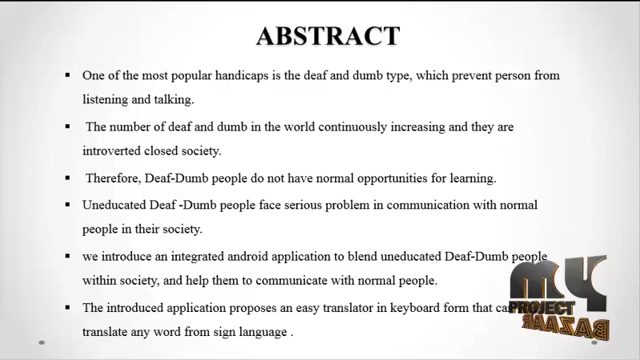 ABSTRACT
▪ One of the most popular handicaps is the deaf and dumb type, which prevent person from
listening and talking.
▪ The number of deaf and dumb in the world continuously increasing and they are
introverted closed society.
▪ Therefore, Deaf-Dumb people do not have normal opportunities for learning.
▪ Uneducated Deaf -Dumb people face serious problem in communication with normal
people in their society.
▪ we introduce an integrated android application to blend uneducated Deaf-Dumb people
within society, and help them to communicate with normal people.
▪ The introduced application proposes an easy translator in keyboard form that can
translate any word from sign language .
MY
PROJECT
BAZAAR